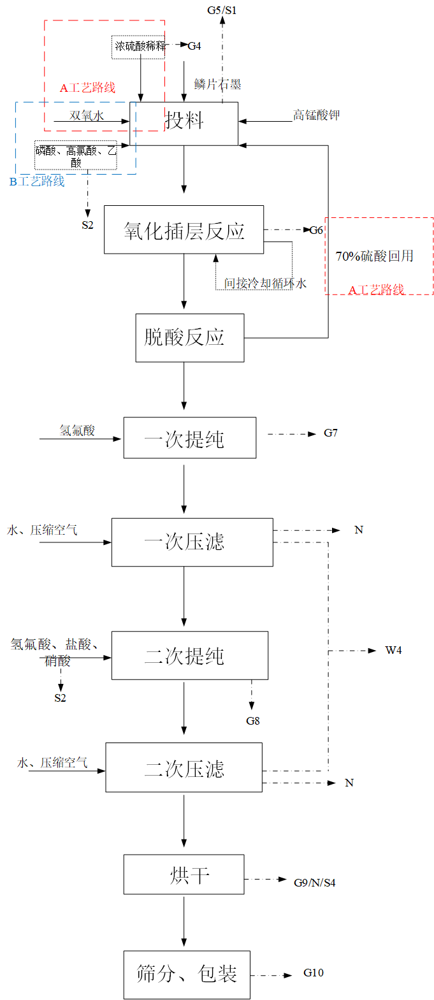 G5/S1
浓硫酸稀释
G4
鳞片石墨
A工艺路线
双氧水
投料
高锰酸钾
磷酸、高氯酸、乙
酸
B工艺路线
S2
氧化插层反应
G6
70%硫酸回用
间接冷却循环水
A工艺路线
脱酸反应
氢氟酸
一次提纯
G7
水、压缩空气
一次压滤
N
氢氟酸、盐酸、
硝酸
二次提纯
W4
S2
G8
水、压缩空气
二次压滤
N
烘干
G9/N/S4
筛分、包装
G10